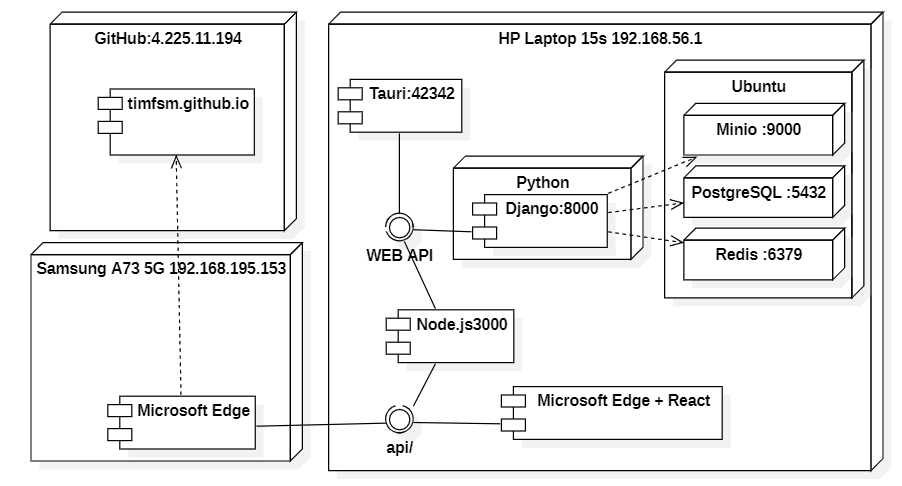 GitHub:4.225.11.194
timfsm.github.io
Samsung A73 5G 192.168.195.153
Microsoft Edge
HP Laptop 15s 192.168.56.1
Tauri:42342
WEB API
Python
Django:8000
Ubuntu
Minio :9000
PostgreSQL :5432
Redis :6379
Node.js3000
api/
Microsoft Edge + React